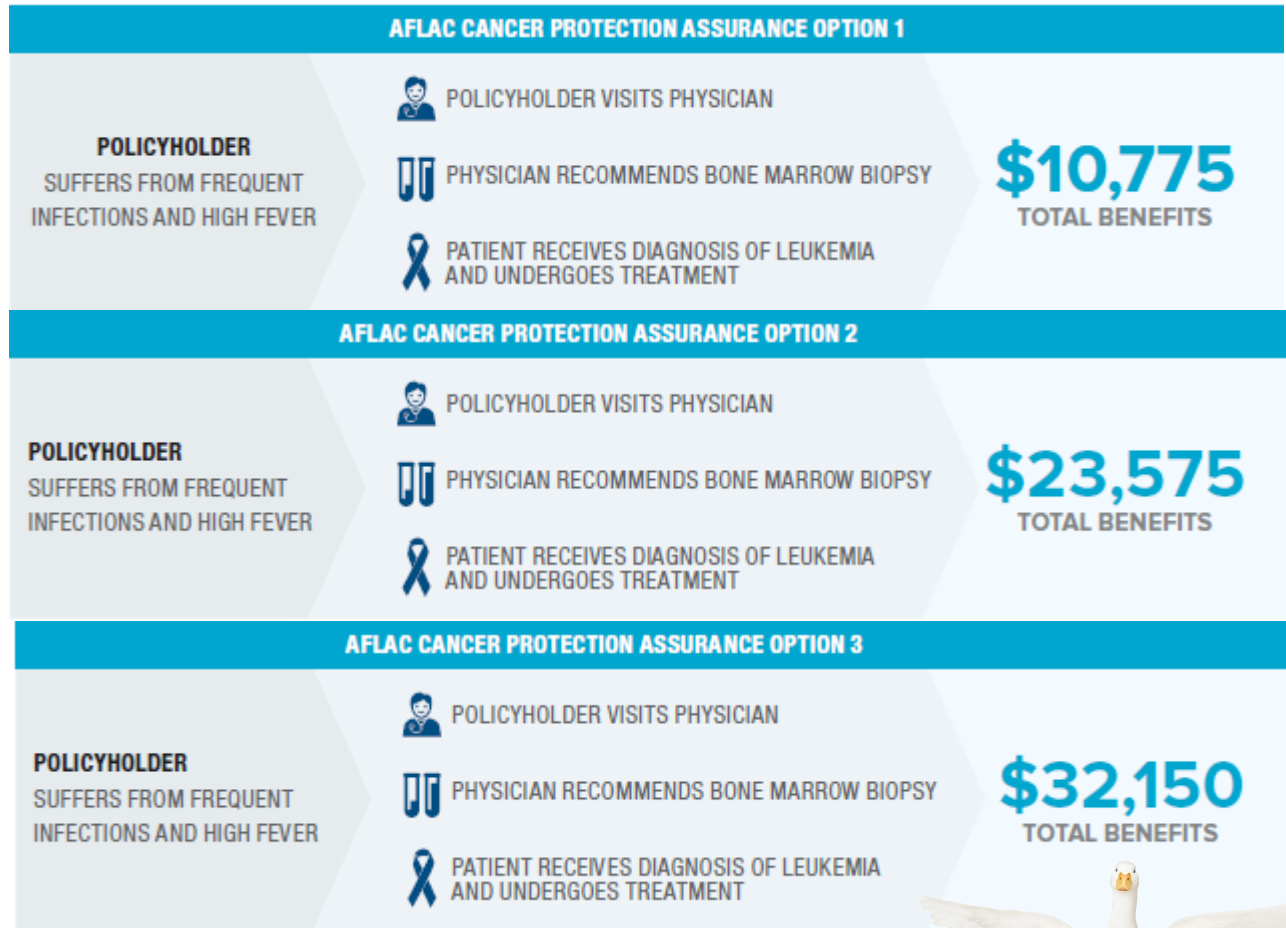 AFLAC CANCER PROTECTION ASSURANCE OPTION 1
POLICYHOLDER
SUFFERS FROM FREQUENT
INFECTIONS AND HIGH FEVER
POLICYHOLDER VISITS PHYSICIAN
PHYSICIAN RECOMMENDS BONE MARROW BIOPSY
PATIENT RECEIVES DIAGNOSIS OF LEUKEMIA
AND UNDERGOES TREATMENT
$10,775
TOTAL BENEFITS
AFLAC CANCER PROTECTION ASSURANCE OPTION 2
POLICYHOLDER
SUFFERS FROM FREQUENT
INFECTIONS AND HIGH FEVER
POLICYHOLDER VISITS PHYSICIAN
PHYSICIAN RECOMMENDS BONE MARROW BIOPSY
PATIENT RECEIVES DIAGNOSIS OF LEUKEMIA
AND UNDERGOES TREATMENT
$23,575
TOTAL BENEFITS
AFLAC CANCER PROTECTION ASSURANCE OPTION 3
POLICYHOLDER
SUFFERS FROM FREQUENT
INFECTIONS AND HIGH FEVER
POLICYHOLDER VISITS PHYSICIAN
PHYSICIAN RECOMMENDS BONE MARROW BIOPSY
PATIENT RECEIVES DIAGNOSIS OF LEUKEMIA
AND UNDERGOES TREATMENT
$32,150
TOTAL BENEFITS